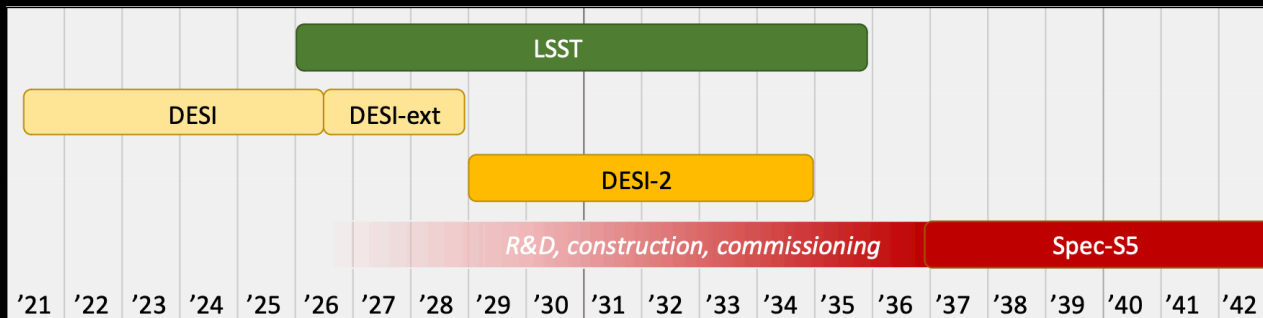 LSST
DESI
DESI-ext
DESI-2
R&D, construction, commissioning
Spec-S5
’21 ’22 ’23 ’24 ’25 ’26 ’27 ’28 ’29 ’30 ’31 ’32 ’33 ’34 ’35 ’36 ’37 ’38 ’39 ’40 ’41 ’42